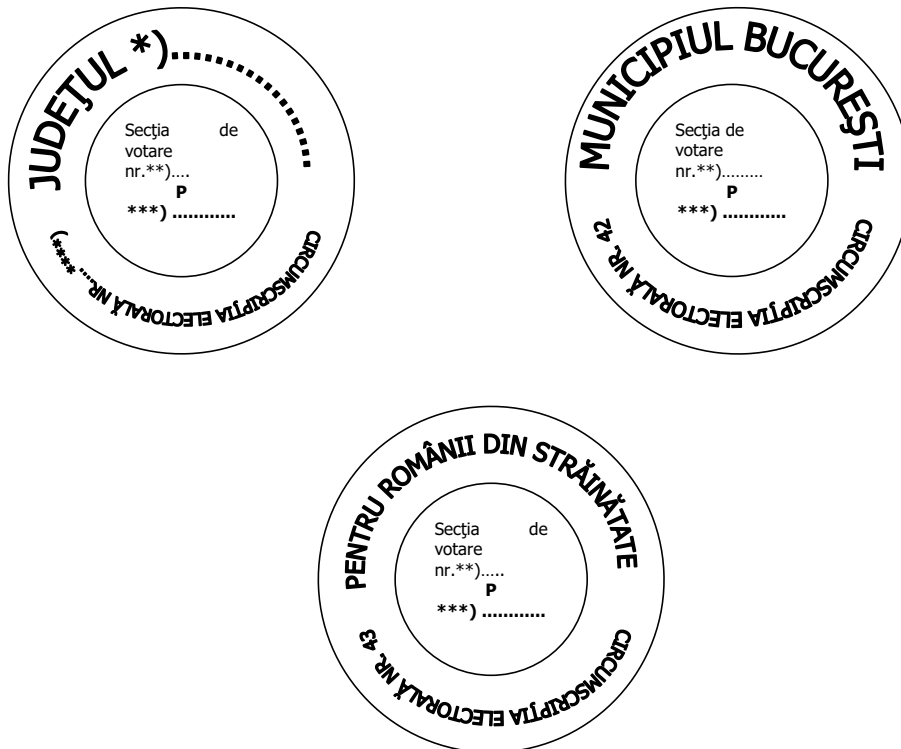 JUDEŢUL *)......................
Secţia de
votare
nr.**)....
P
***) ............
CIRCUMSCRIPŢIA ELECTORALĂ NR..... ****)
MUNICIPIUL BUCUREŞTI
Secţia de
votare
nr.**).........
P
***) ............
CIRCUMSCRIPŢIA ELECTORALĂ NR. 42
PENTRU ROMÂNII DIN STRĂINĂTATE
Secţia de
votare
nr.**).....
P
***) ............
CIRCUMSCRIPŢIA ELECTORALĂ NR. 43